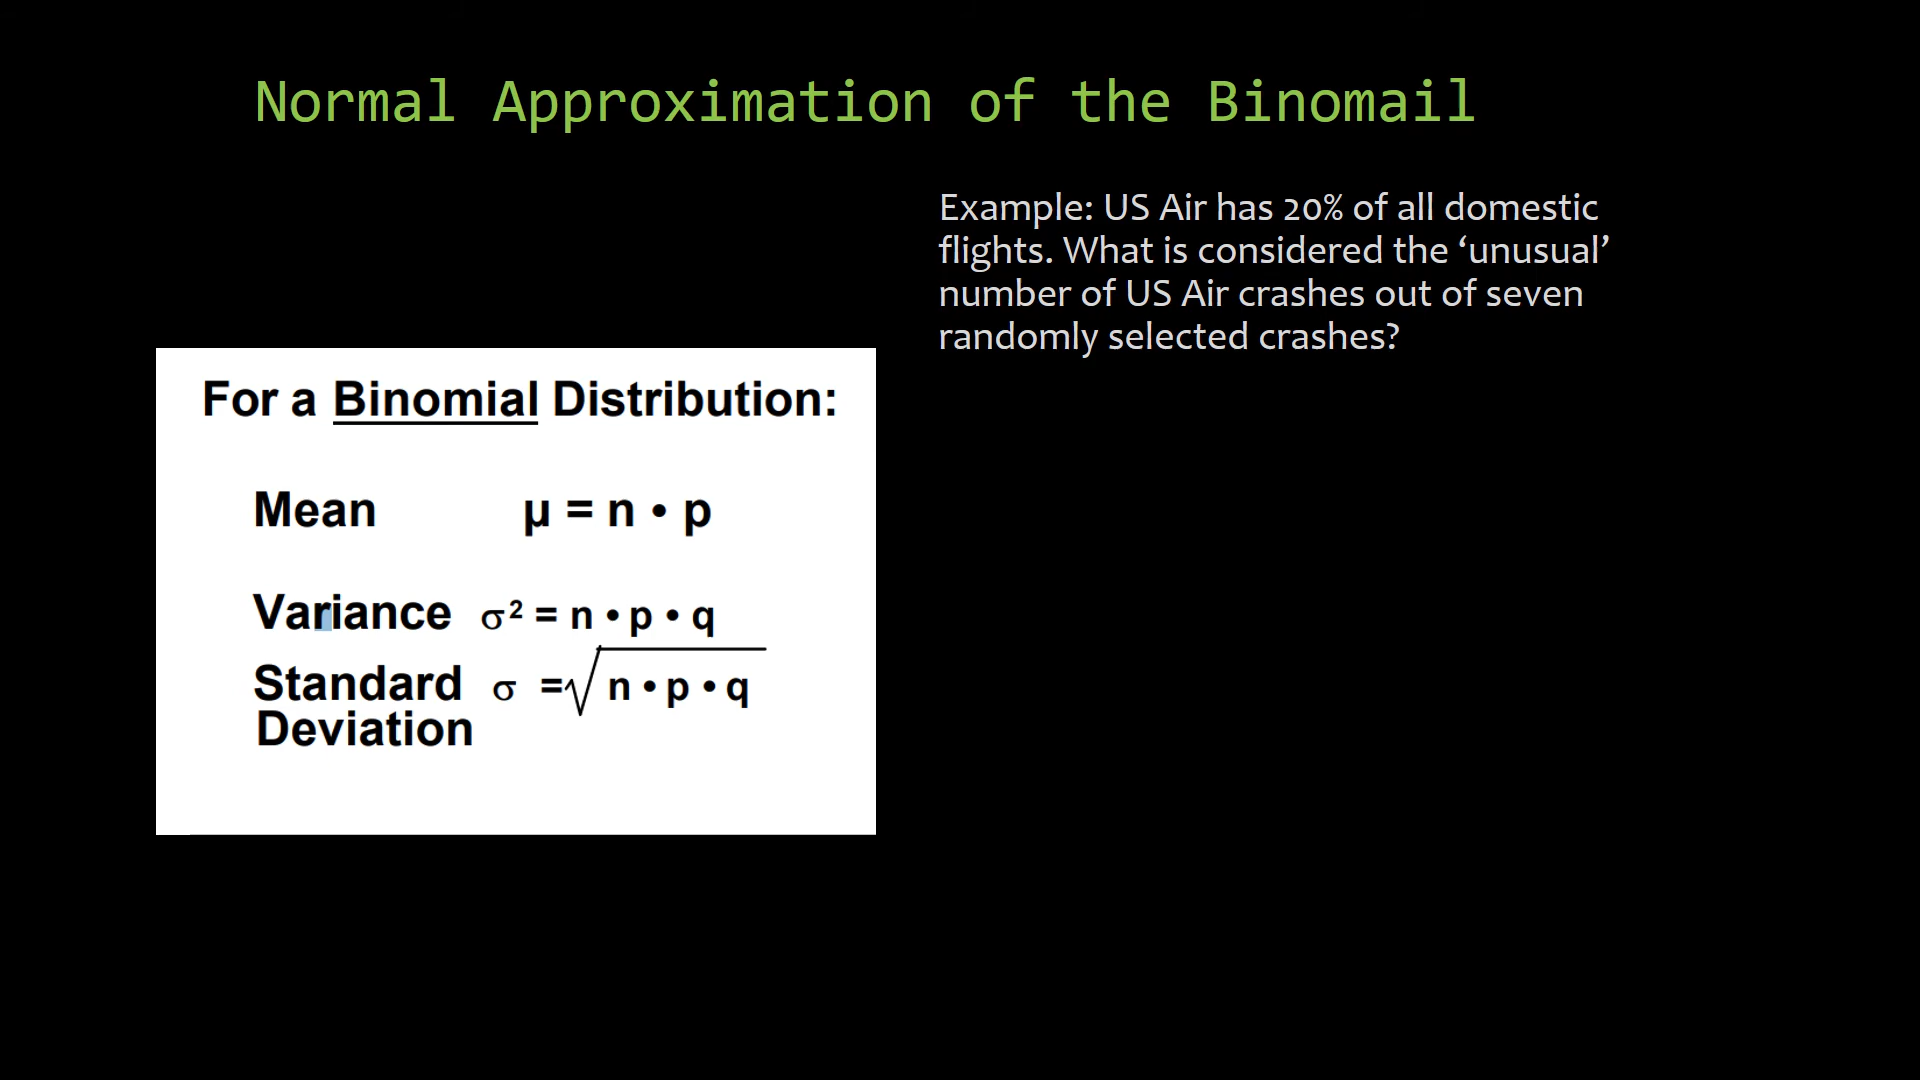 Normal Approximation of the Binomail
Example: US Air has 20% of all domestic
flights. What is considered the ‘unusual’
number of US Air crashes out of seven
randomly selected crashes?
For a Binomial Distribution:
Mean µ = n • p
Variance σ² = n • p • q
Standard σ = √ n • p • q
Deviation